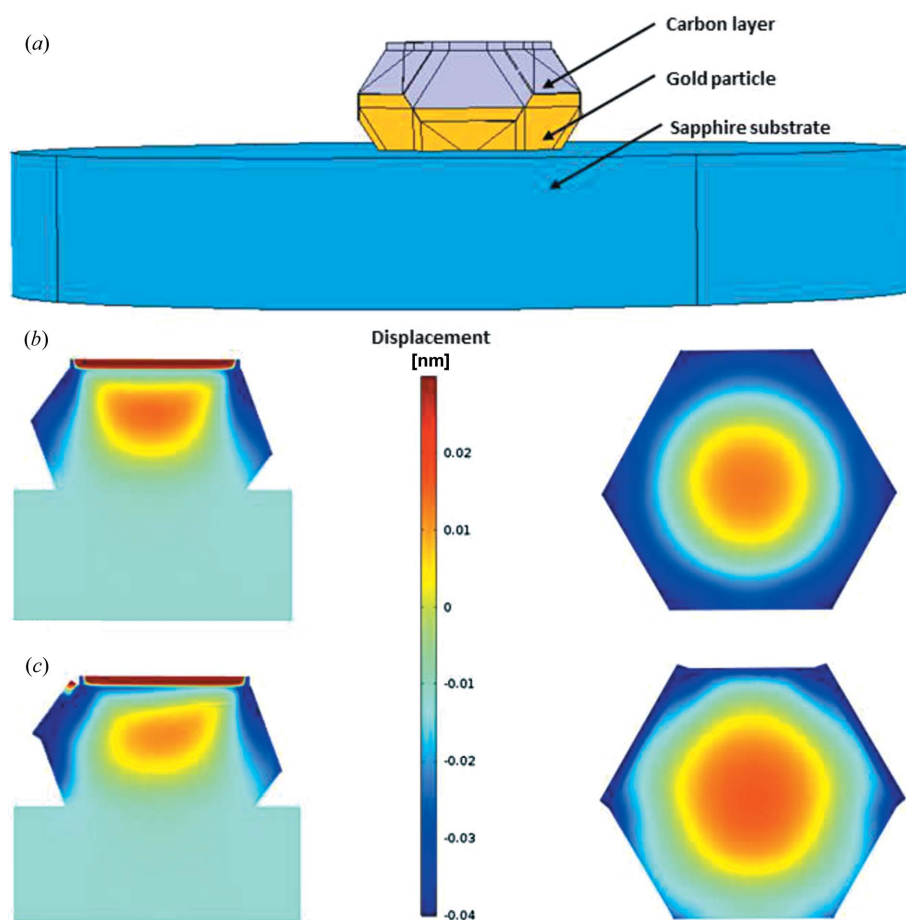 (a)
Carbon layer
Gold particle
Sapphire substrate
(b)
Displacement
[nm]
0.02
0.01
0
-0.01
-0.02
-0.03
-0.04
(c)